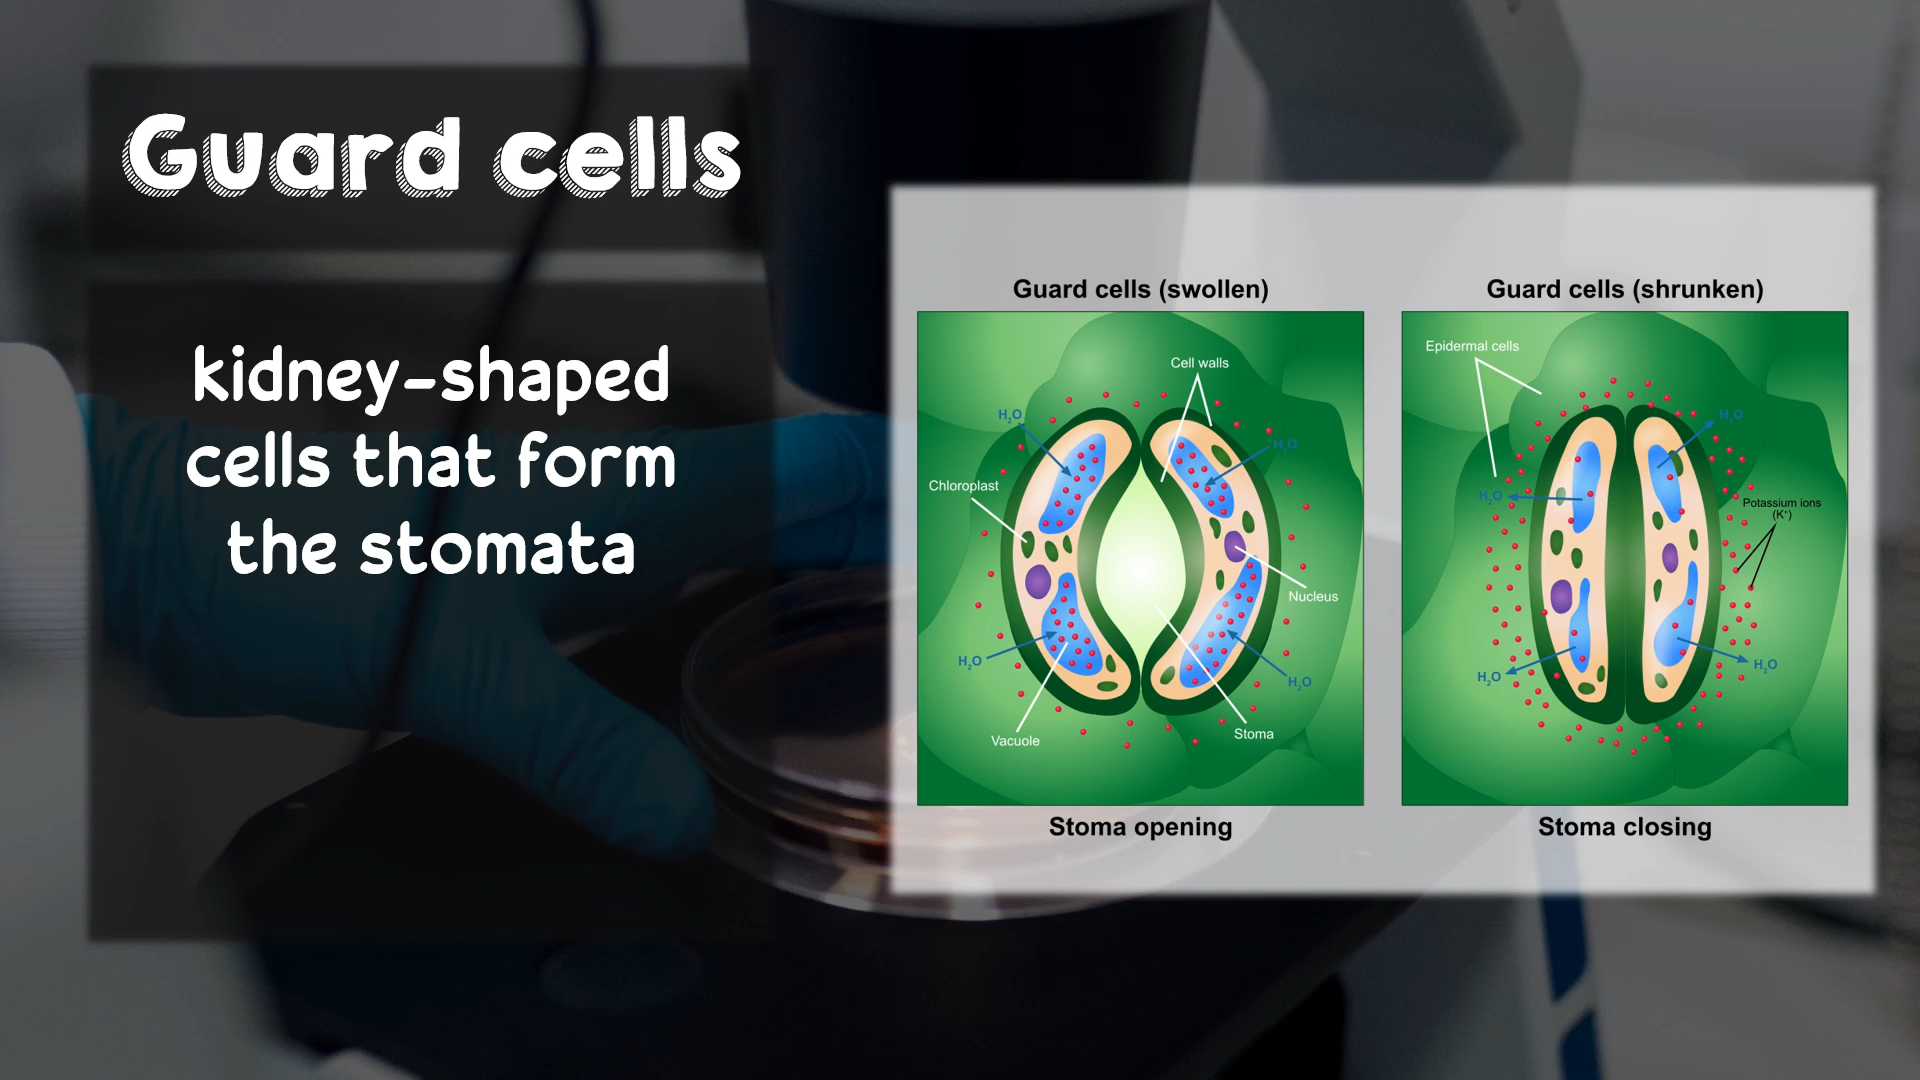 Guard cells
kidney-shaped
cells that form
the stomata
Guard cells (swollen)
Cell walls
H₂O
H₂O
Chloroplast
Nucleus
H₂O
H₂O
Vacuole
Stoma
Stoma opening
Guard cells (shrunken)
Epidermal cells
H₂O
H₂O
Potassium ions
(K⁺)
H₂O
H₂O
Stoma closing